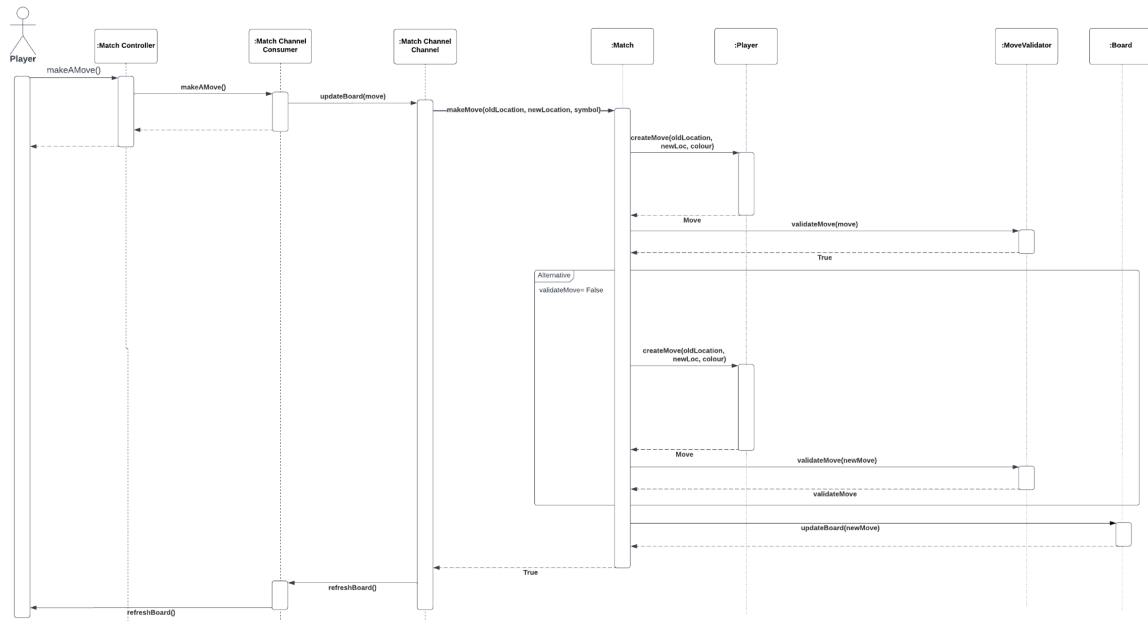 :Match Controller
:Match Channel
Consumer
:Match Channel
Channel
:Match
:Player
:MoveValidator
:Board
Player
makeAMove()
makeAMove()
updateBoard(move)
makeMove(oldLocation, newLocation, symbol)
createMove(oldLocation,
newLoc, colour)
Move
validateMove(move)
True
Alternative
validateMove= False
createMove(oldLocation,
newLoc, colour)
Move
validateMove(newMove)
validateMove
updateBoard(newMove)
True
refreshBoard()
refreshBoard()